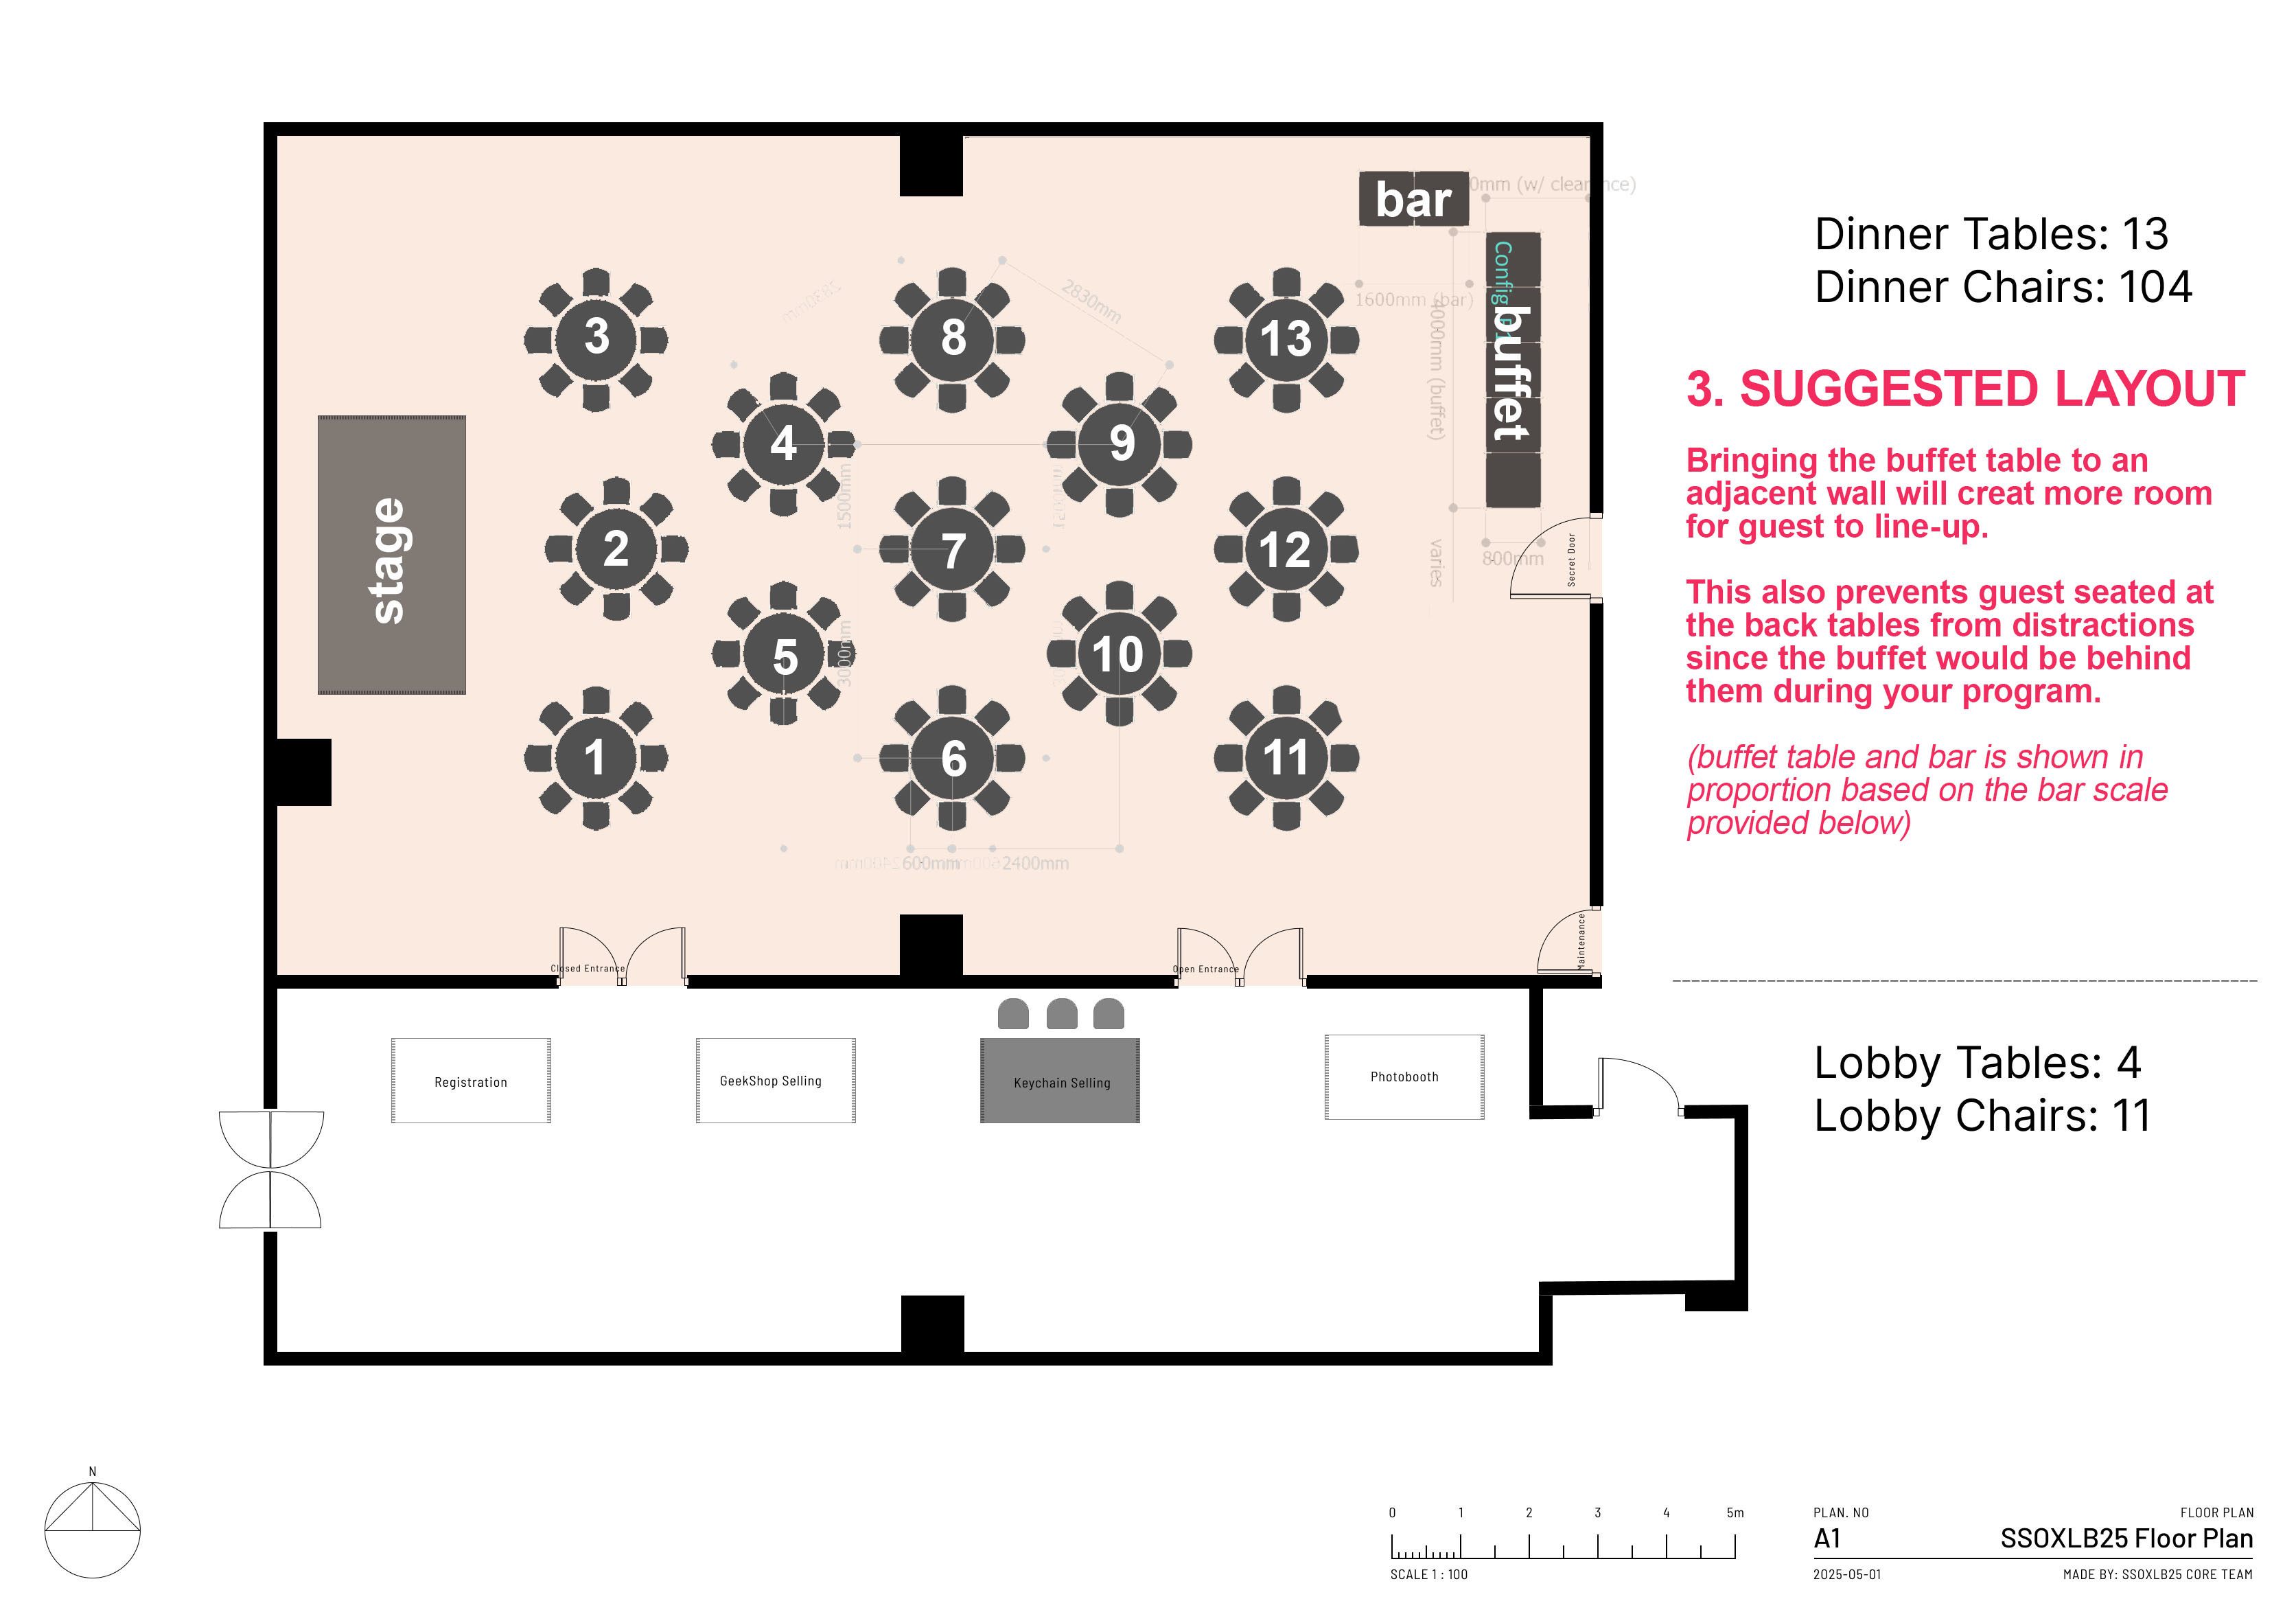 bar
0mm (w/ clearance)
1600mm (bar)
4000mm (buffet)
Config
buffet
varies
800mm
Secret Door
Maintenance
2830mm
2830mm
3
8
13
4
9
stage
1500mm
2
7
12
5
10
3000mm
1
6
11
2400mm
600mm
600mm
2400mm
Closed Entrance
Open Entrance
Registration
GeekShop Selling
Keychain Selling
Photobooth
Dinner Tables: 13
Dinner Chairs: 104
3. SUGGESTED LAYOUT
Bringing the buffet table to an
adjacent wall will creat more room
for guest to line-up.
This also prevents guest seated at
the back tables from distractions
since the buffet would be behind
them during your program.
(buffet table and bar is shown in
proportion based on the bar scale
provided below)
Lobby Tables: 4
Lobby Chairs: 11
N
0 1 2 3 4 5m
SCALE 1 : 100
PLAN. NO FLOOR PLAN
A1 SSOXLB25 Floor Plan
2025-05-01 MADE BY: SSOXLB25 CORE TEAM